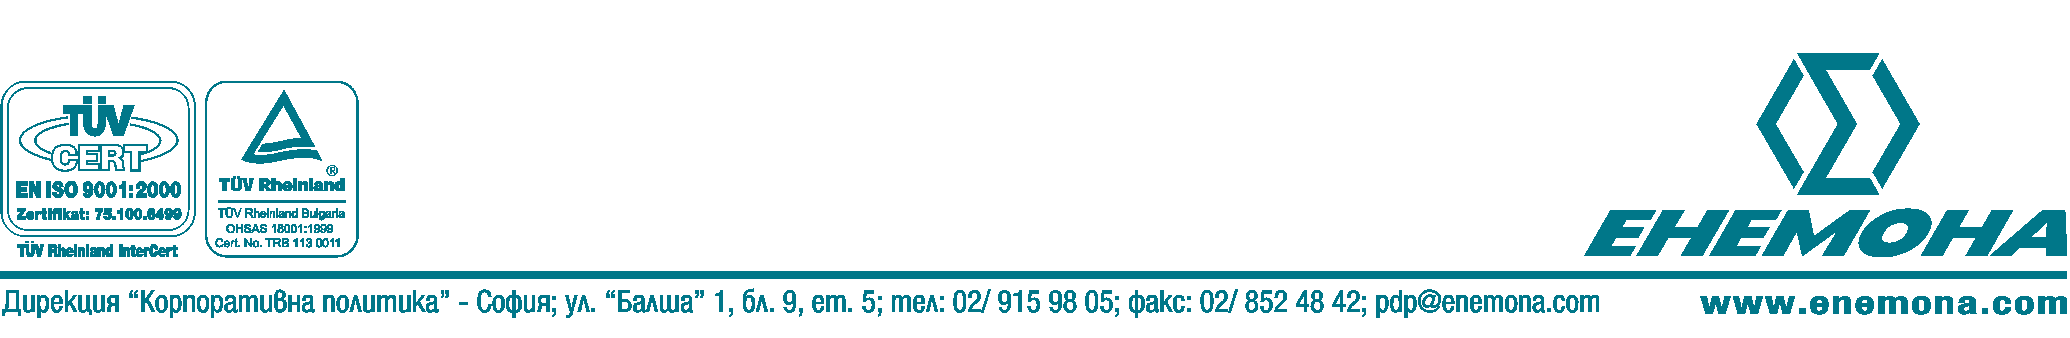 TÜV
CERT
EN ISO 9001:2000
Zertifikat: 75.100.6499
TÜV Rheinland InterCert
®
TÜV Rheinland
TÜV Rheinland Bulgaria
OHSAS 18001:1999
Cert. No. TRB 113 0011
ЕНЕМОНА
Дирекция “Корпоративна политика” - София; ул. “Балша” 1, бл. 9, ет. 5; тел: 02/ 915 98 05; факс: 02/ 852 48 42; pdp@enemona.com
www.enemona.com